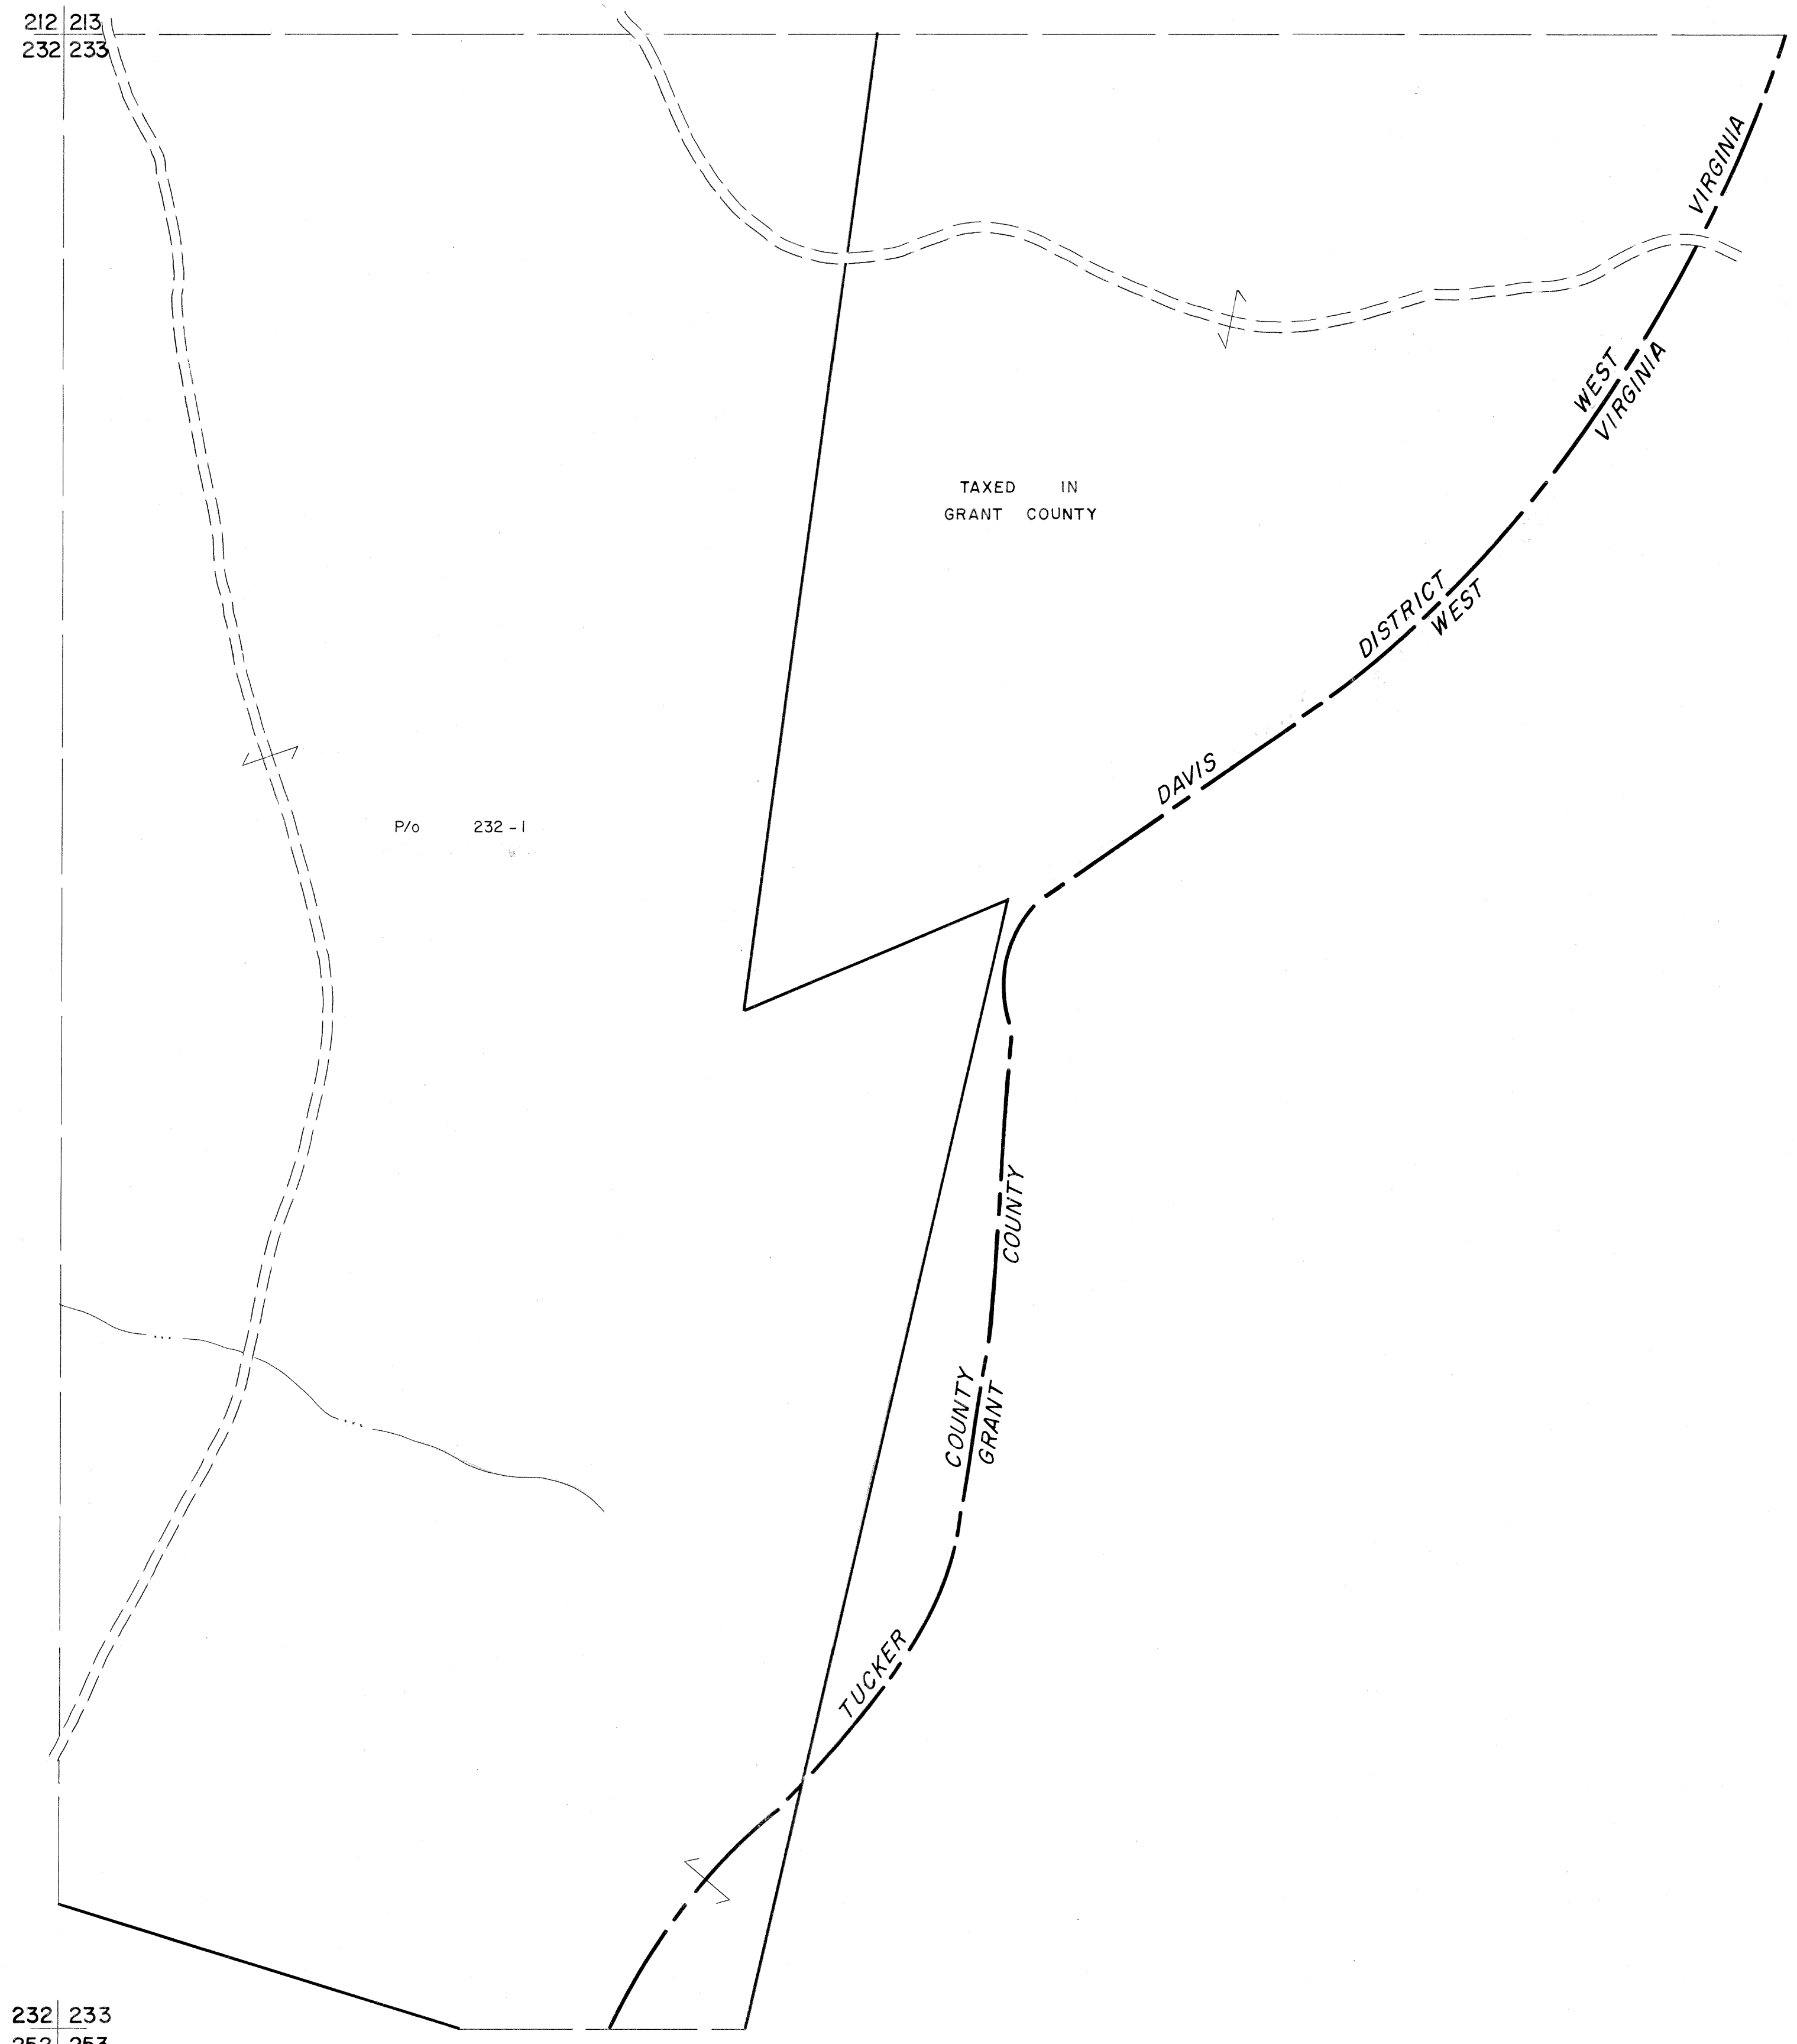 212 213
232 233
VIRGINIA
WEST
VIRGINIA
TAXED IN
GRANT COUNTY
DISTRICT
WEST
DAVIS
P/o 232-1
COUNTY
COUNTY
GRANT
TUCKER
232 233
252 253